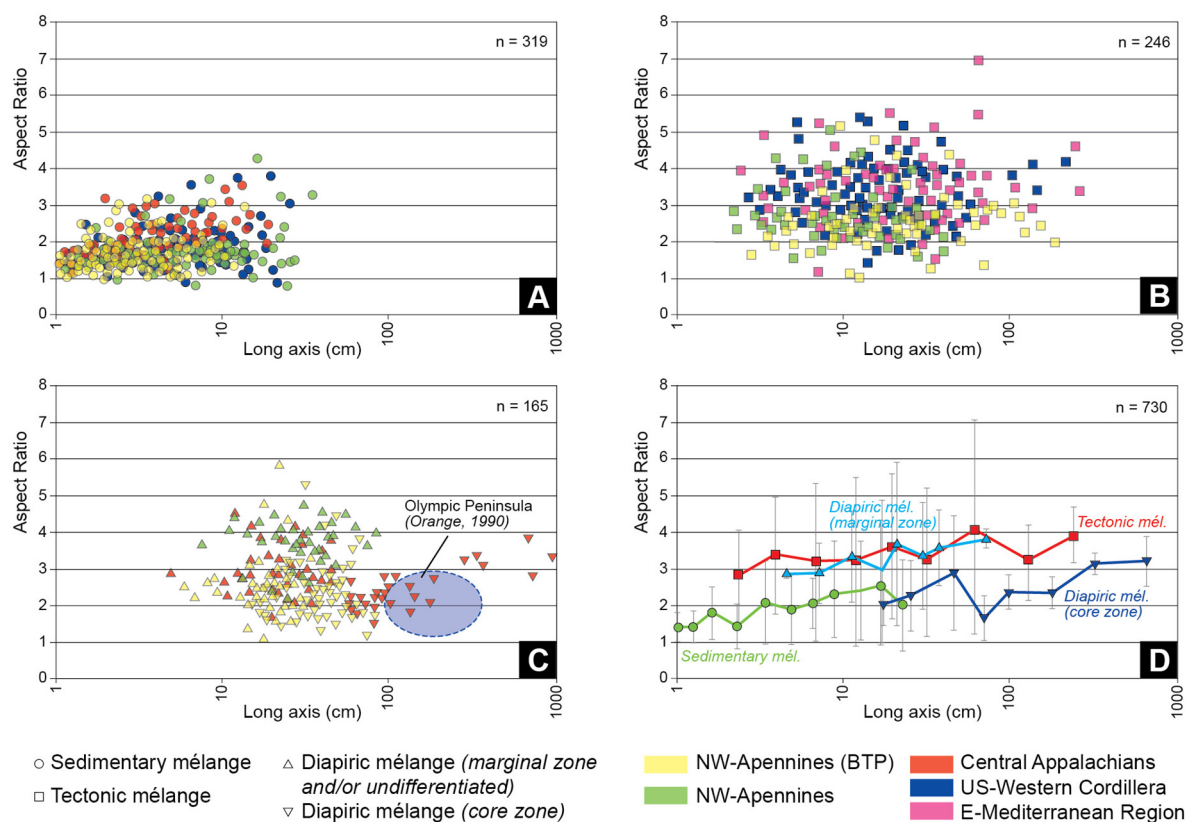 8
7
6
5
4
3
2
1
0
Aspect Ratio
n = 319
A
1
10
100
1000
Long axis (cm)
8
7
6
5
4
3
2
1
0
Aspect Ratio
n = 246
B
1
10
100
1000
Long axis (cm)
8
7
6
5
4
3
2
1
0
Aspect Ratio
n = 165
Olympic Peninsula
(Orange, 1990)
C
1
10
100
1000
Long axis (cm)
8
7
6
5
4
3
2
1
0
Aspect Ratio
n = 730
Diapiric mél.
(marginal zone)
Tectonic mél.
Diapiric mél.
(core zone)
Sedimentary mél.
D
1
10
100
1000
Long axis (cm)
Sedimentary mélange
Tectonic mélange
Diapiric mélange (marginal zone
and/or undifferentiated)
Diapiric mélange (core zone)
NW-Apennines (BTP)
NW-Apennines
Central Appalachians
US-Western Cordillera
E-Mediterranean Region